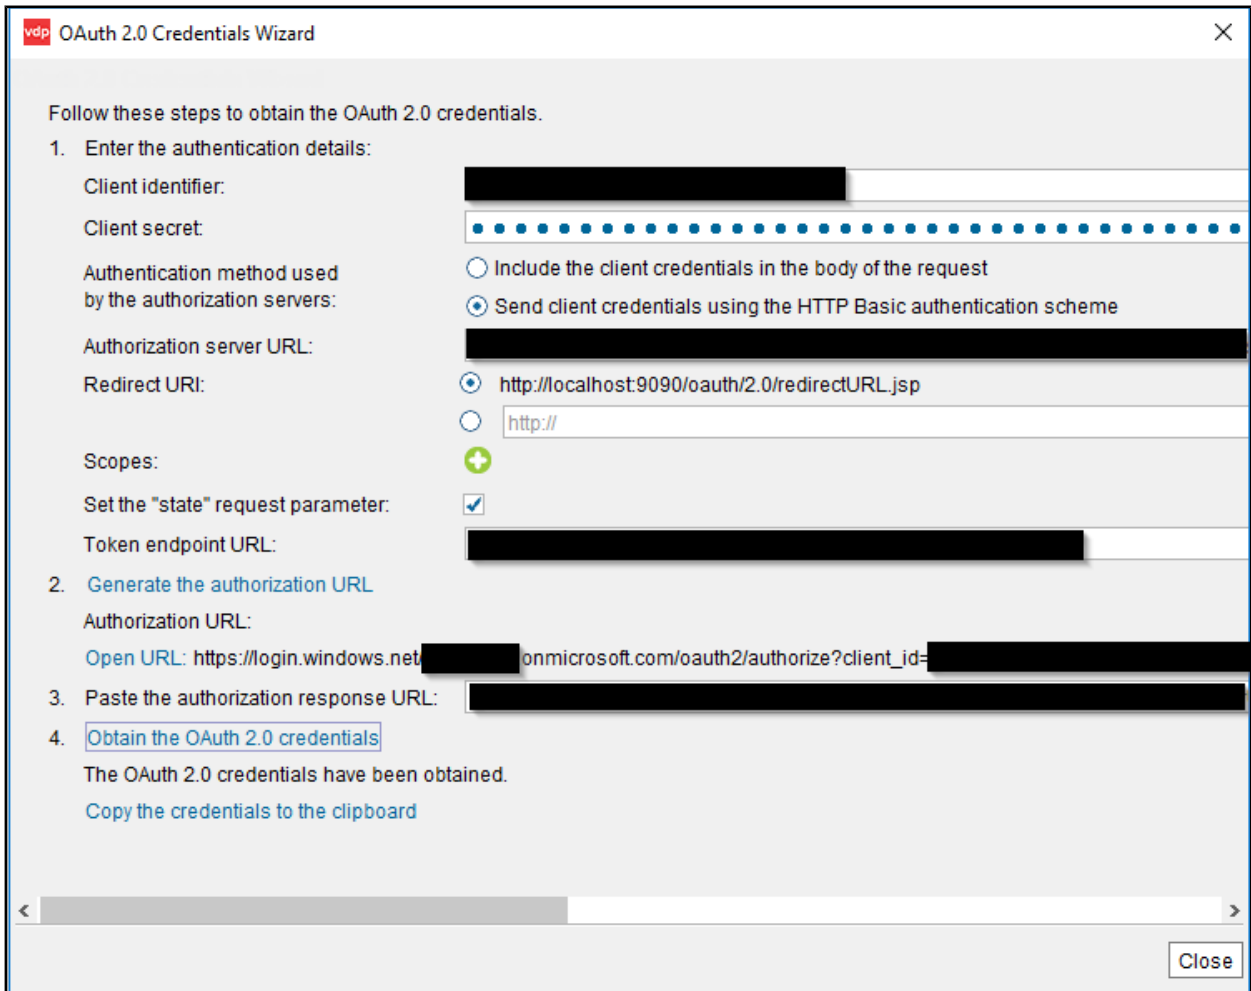 vdp OAuth 2.0 Credentials Wizard
Follow these steps to obtain the OAuth 2.0 credentials.
1. Enter the authentication details:
Client identifier:
Client secret:
Authentication method used
by the authorization servers:
Include the client credentials in the body of the request
Send client credentials using the HTTP Basic authentication scheme
Authorization server URL:
Redirect URI:
http://localhost:9090/oauth/2.0/redirectURL.jsp
http://
Scopes:
Set the "state" request parameter:
Token endpoint URL:
2. Generate the authorization URL
Authorization URL:
Open URL: https://login.windows.net/ onmicrosoft.com/oauth2/authorize?client_id=
3. Paste the authorization response URL:
4. Obtain the OAuth 2.0 credentials
The OAuth 2.0 credentials have been obtained.
Copy the credentials to the clipboard
Close